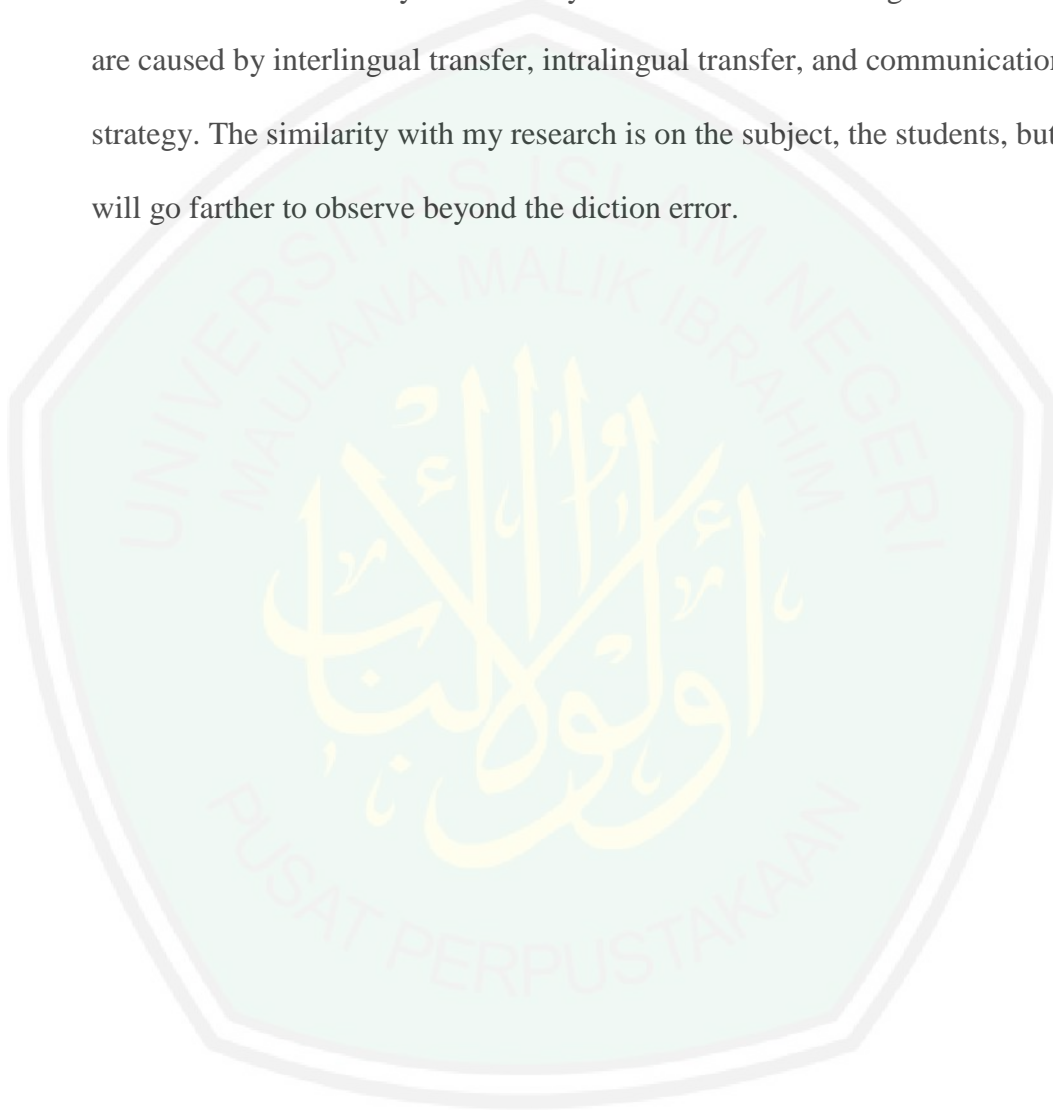 are caused by interlingual transfer, intralingual transfer, and communication
strategy. The similarity with my research is on the subject, the students, but
will go farther to observe beyond the diction error.
UNIVERSITAS ISLAM NEGERI
MAULANA MALIK IBRAHIM
أولوا الألباب
PUSAT PERPUSTAKAAN